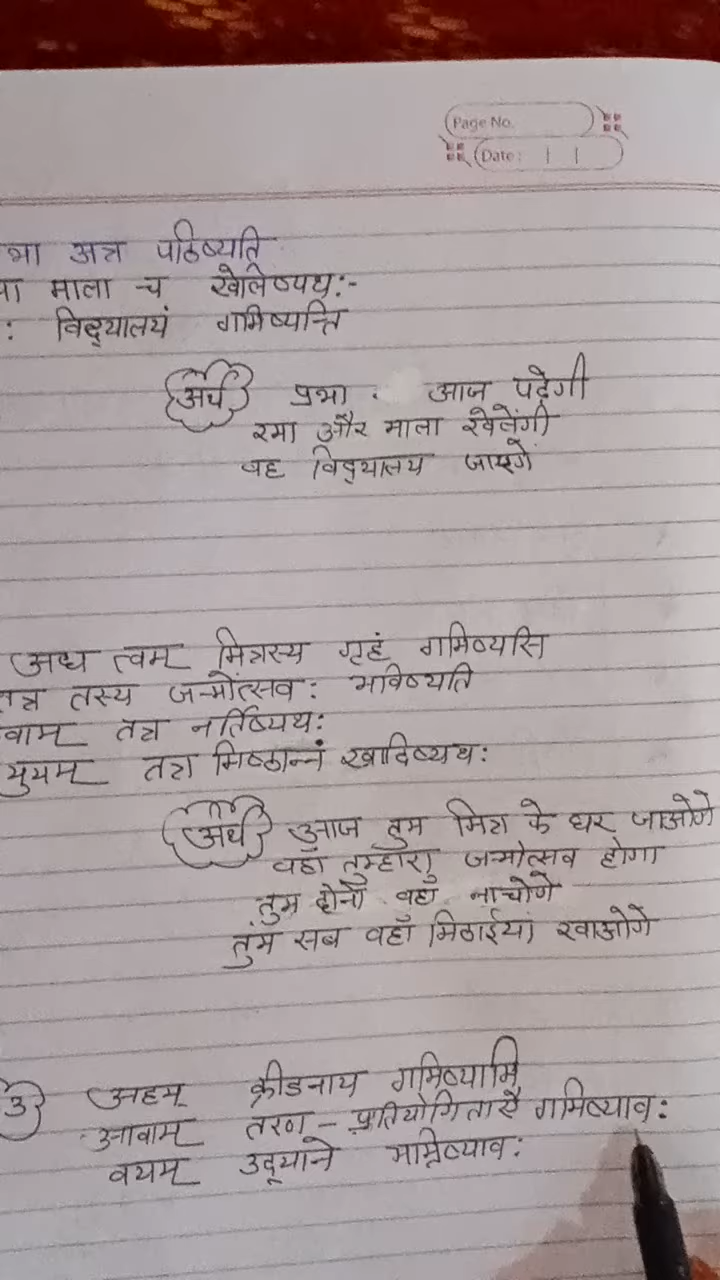 Page No.
Date:
अत्र पठिष्यति
माला च खेलिष्यथः-
: विद्यालयं गमिष्यन्ति
अर्थ प्रभा . आज पढ़ेगी
रमा और माला खेलेंगी
वह विद्यालय जाएगे
अद्य त्वम् मित्रस्य गृहं गमिष्यसि
तत्र तस्य जन्मोत्सव: भविष्यति
तत्र नर्तिष्यथ:
युयम् तत्र मिष्ठान्नं खादिष्यथ:
अर्थ आज तुम मित्र के घर जाओगे
वहाँ तुम्हारा जन्मोत्सव होगा
तुम दोनों वहाँ नाचोगे
तुम सब वहाँ मिठाईयां खाओगे
3 अहम् क्रीडनाय गमिष्यामि
आवाम् तरण - प्रतियोगितायै गमिष्याव:
वयम् उद्याने